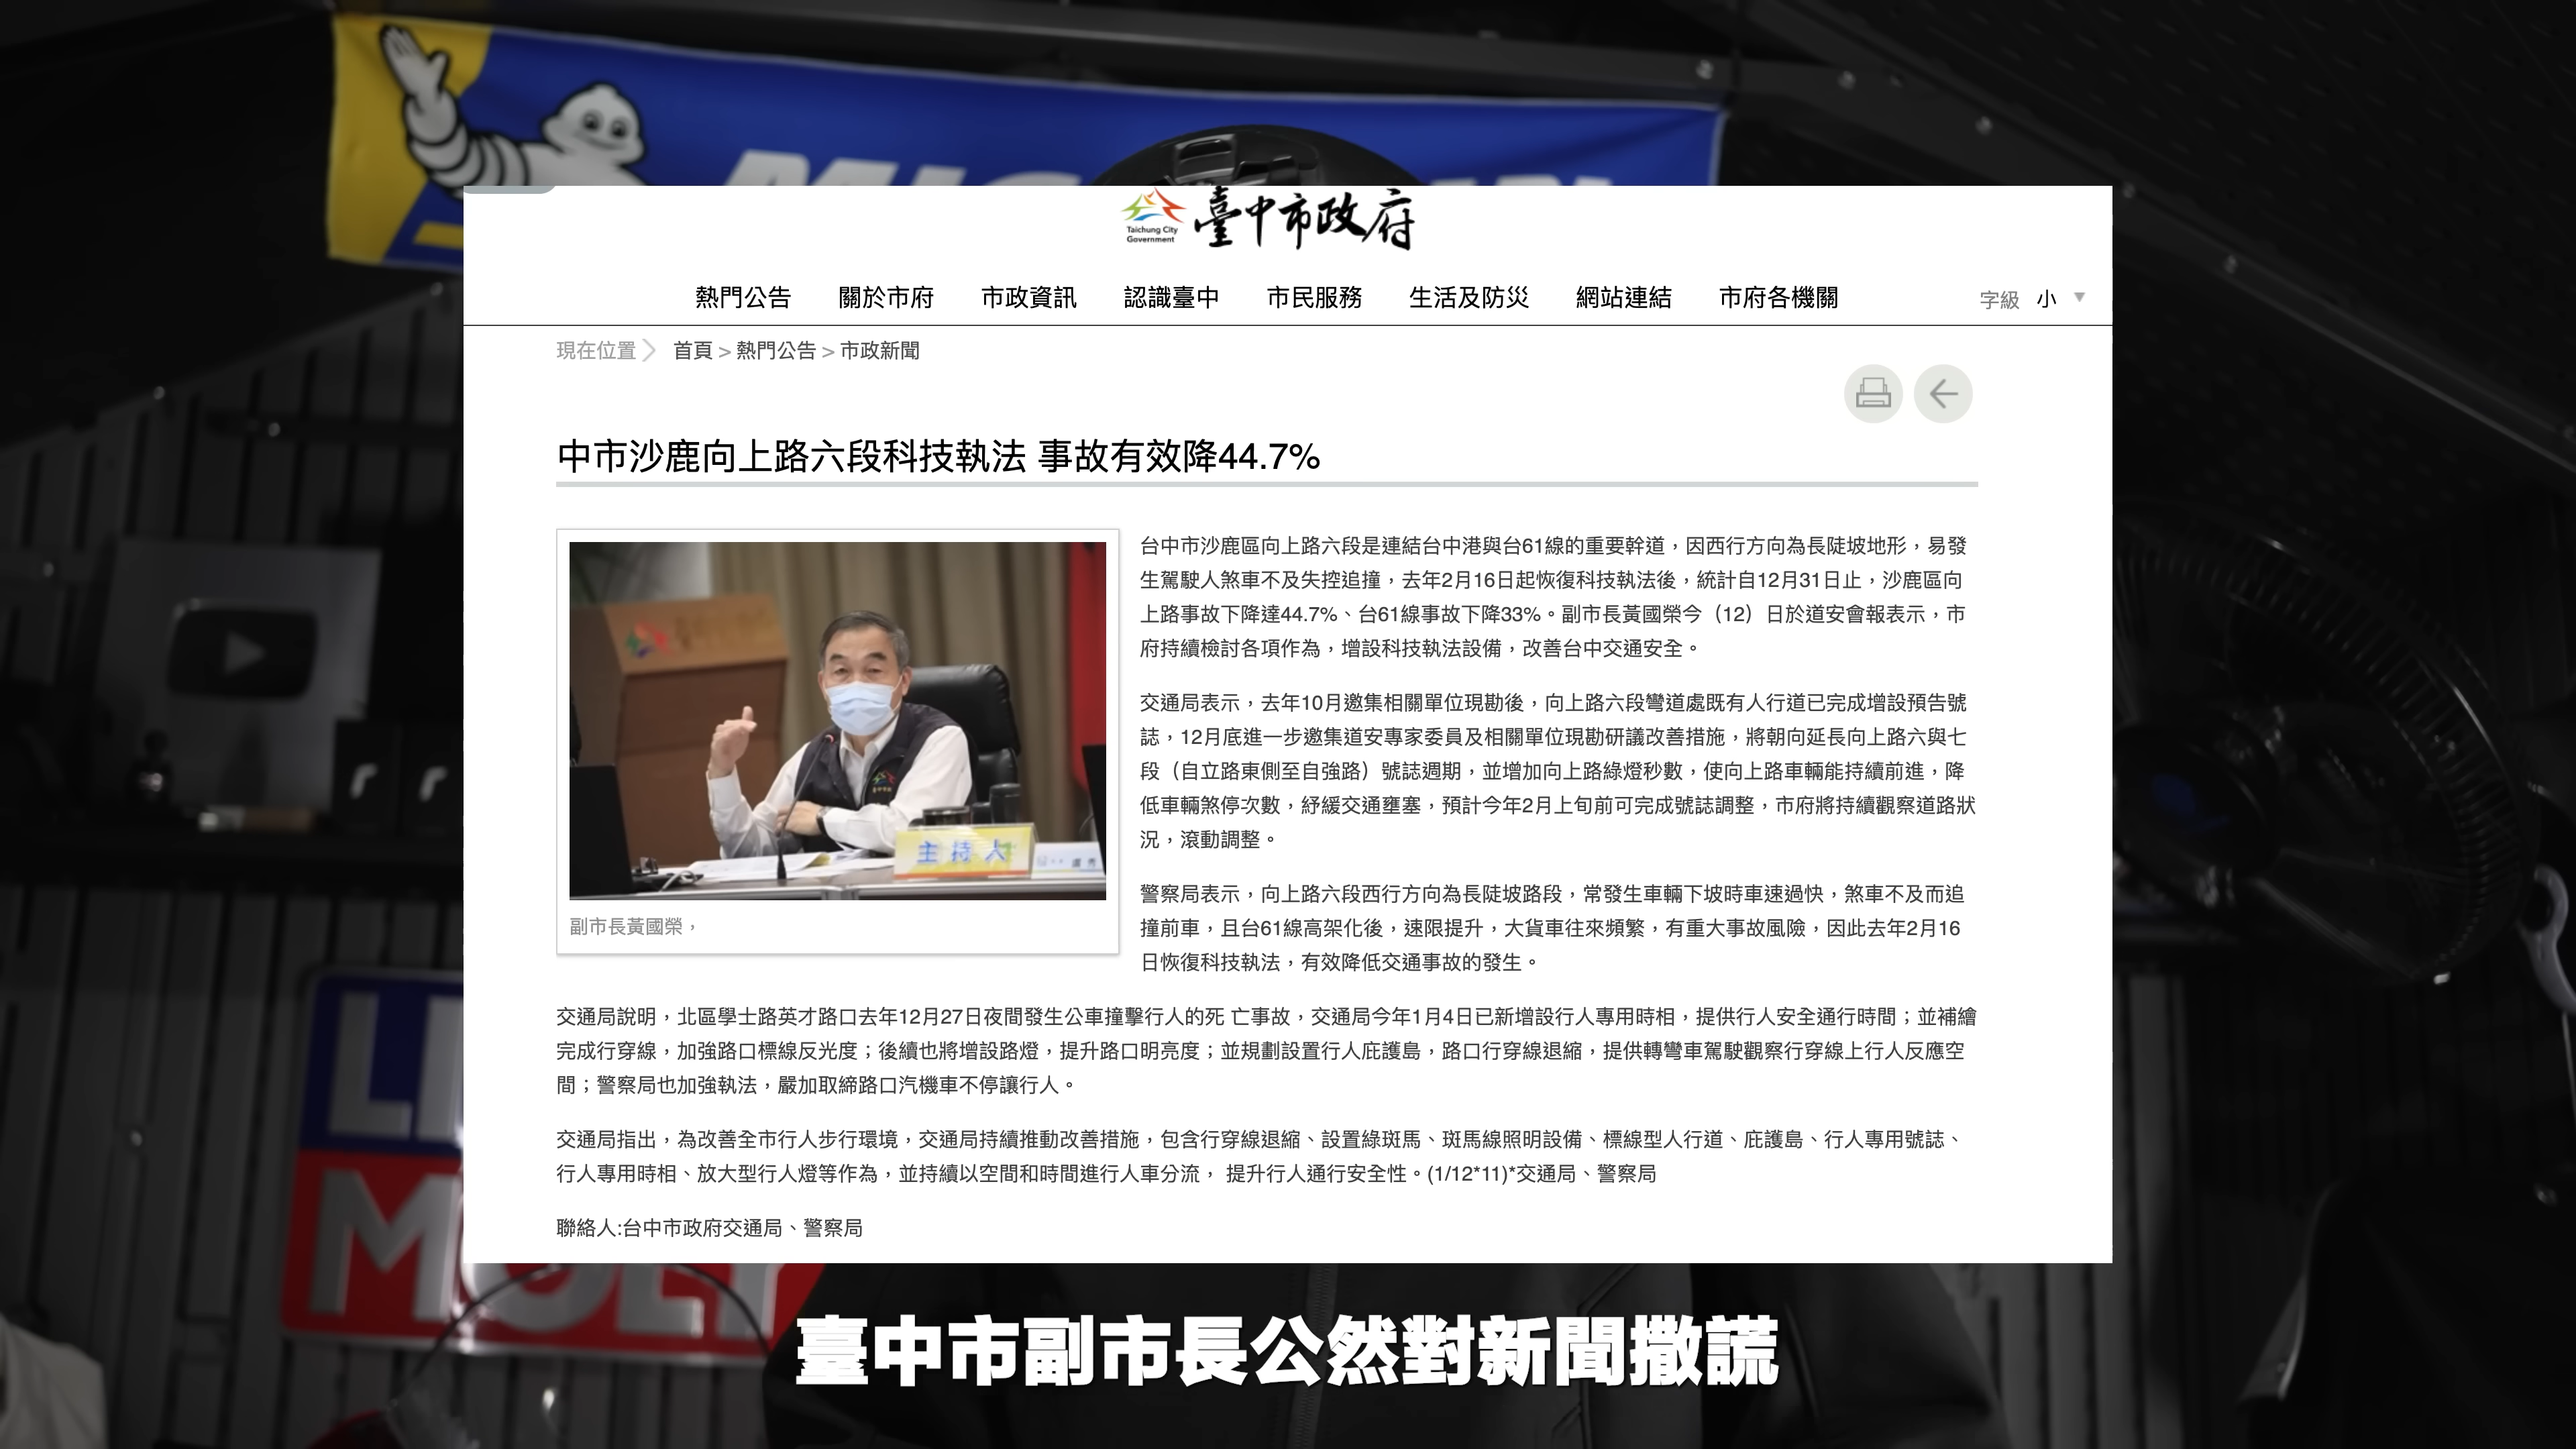 臺中市政府
Taichung City
Government
熱門公告 關於市府 市政資訊 認識臺中 市民服務 生活及防災 網站連結 市府各機關 字級 小
現在位置 首頁 > 熱門公告 > 市政新聞
中市沙鹿向上路六段科技執法 事故有效降44.7%
台中市沙鹿區向上路六段是連結台中港與台61線的重要幹道，因西行方向為長陡坡地形，易發
生駕駛人煞車不及失控追撞，去年2月16日起恢復科技執法後，統計自12月31日止，沙鹿區向
上路事故下降達44.7%、台61線事故下降33%。副市長黃國榮今（12）日於道安會報表示，市
府持續檢討各項作為，增設科技執法設備，改善台中交通安全。
交通局表示，去年10月邀集相關單位現勘後，向上路六段彎道處既有人行道已完成增設預告號
誌，12月底進一步邀集道安專家委員及相關單位現勘研議改善措施，將朝向延長向上路六與七
段（自立路東側至自強路）號誌週期，並增加向上路綠燈秒數，使向上路車輛能持續前進，降
低車輛煞停次數，紓緩交通壅塞，預計今年2月上旬前可完成號誌調整，市府將持續觀察道路狀
況，滾動調整。
主持人
副市長黃國榮，
警察局表示，向上路六段西行方向為長陡坡路段，常發生車輛下坡時車速過快，煞車不及而追
撞前車，且台61線高架化後，速限提升，大貨車往來頻繁，有重大事故風險，因此去年2月16
日恢復科技執法，有效降低交通事故的發生。
交通局說明，北區學士路英才路口去年12月27日夜間發生公車撞擊行人的死 亡事故，交通局今年1月4日已新增設行人專用時相，提供行人安全通行時間；並補繪
完成行穿線，加強路口標線反光度；後續也將增設路燈，提升路口明亮度；並規劃設置行人庇護島，路口行穿線退縮，提供轉彎車駕駛觀察行穿線上行人反應空
間；警察局也加強執法，嚴加取締路口汽機車不停讓行人。
交通局指出，為改善全市行人步行環境，交通局持續推動改善措施，包含行穿線退縮、設置綠斑馬、斑馬線照明設備、標線型人行道、庇護島、行人專用號誌、
行人專用時相、放大型行人燈等作為，並持續以空間和時間進行人車分流， 提升行人通行安全性。(1/12*11)*交通局、警察局
聯絡人:台中市政府交通局、警察局
臺中市副市長公然對新聞撒謊